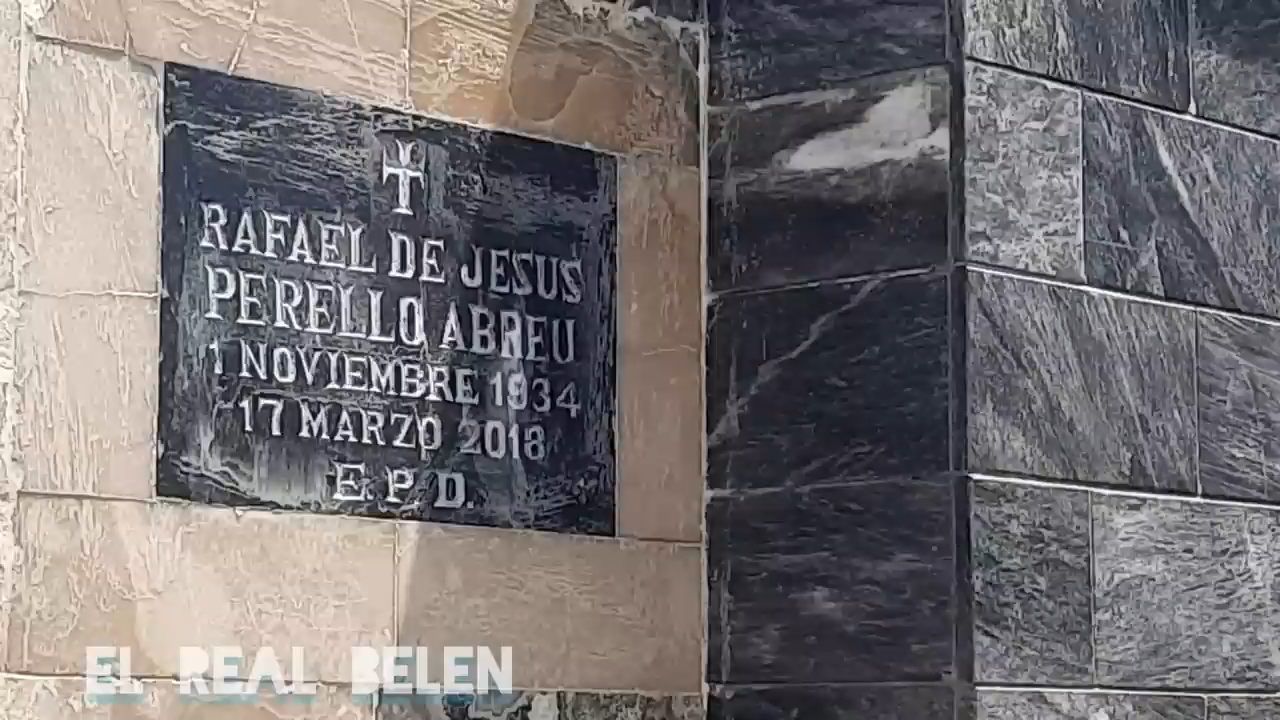 RAFAEL DE JESUS
PERELLO ABREU
1 NOVIEMBRE 1934
17 MARZO 2018
E. P. D.
EL REAL BELEN